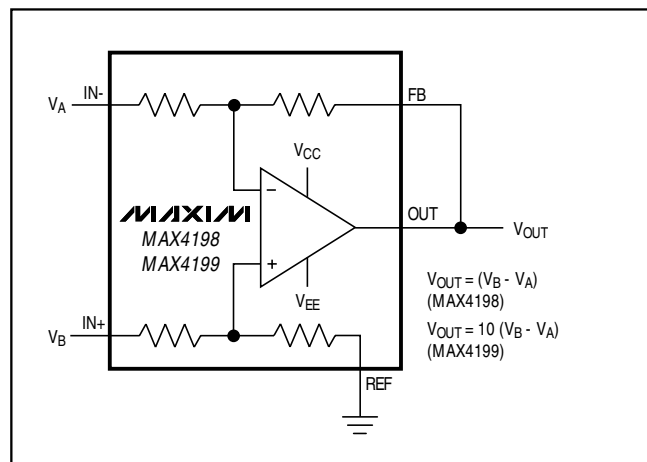 IN-
VA
FB
VCC
−
MAXIM
OUT
MAX4198
VOUT
MAX4199
+
VEE
VOUT = (VB - VA)
(MAX4198)
VOUT = 10 (VB - VA)
(MAX4199)
IN+
VB
REF